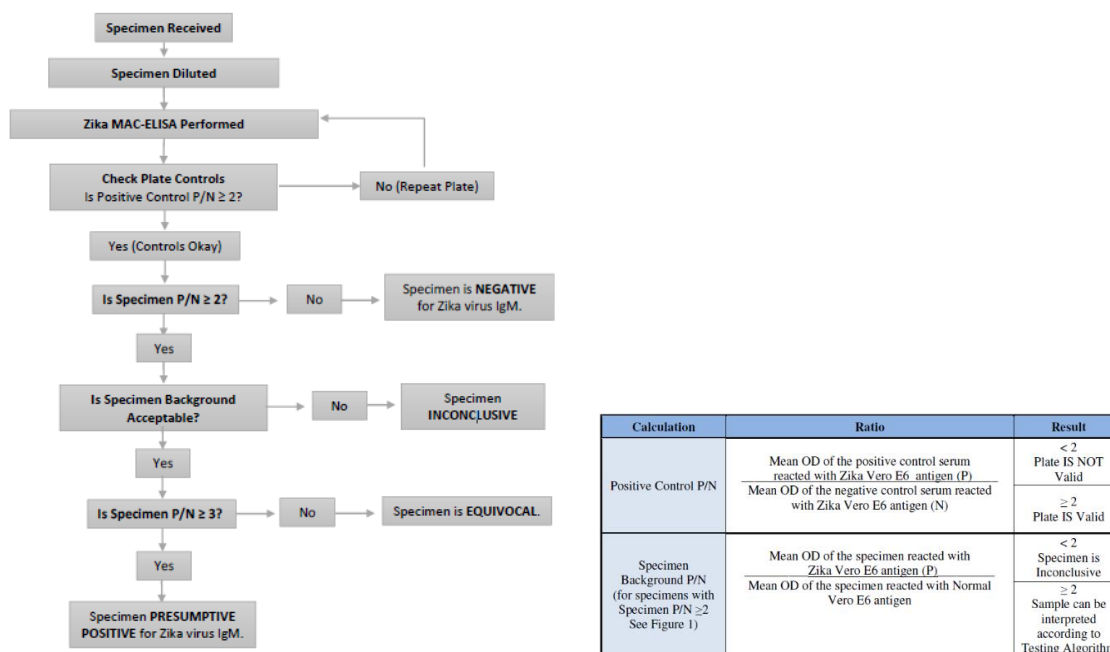 Specimen Received
Specimen Diluted
Zika MAC-ELISA Performed
Check Plate Controls
Is Positive Control P/N ≥ 2?
No (Repeat Plate)
Yes (Controls Okay)
Is Specimen P/N ≥ 2?
No
Specimen is NEGATIVE
for Zika virus IgM.
Yes
Is Specimen Background
Acceptable?
No
Specimen
INCONCLUSIVE
Yes
Is Specimen P/N ≥ 3?
No
Specimen is EQUIVOCAL.
Yes
Specimen PRESUMPTIVE
POSITIVE for Zika virus IgM.
Calculation
Ratio
Result
Positive Control P/N
Mean OD of the positive control serum
reacted with Zika Vero E6 antigen (P)
Mean OD of the negative control serum reacted
with Zika Vero E6 antigen (N)
< 2
Plate IS NOT
Valid
≥ 2
Plate IS Valid
Specimen
Background P/N
(for specimens with
Specimen P/N ≥2
See Figure 1)
Mean OD of the specimen reacted with
Zika Vero E6 antigen (P)
Mean OD of the specimen reacted with Normal
Vero E6 antigen
< 2
Specimen is
Inconclusive
≥ 2
Sample can be
interpreted
according to
Testing Algorithm